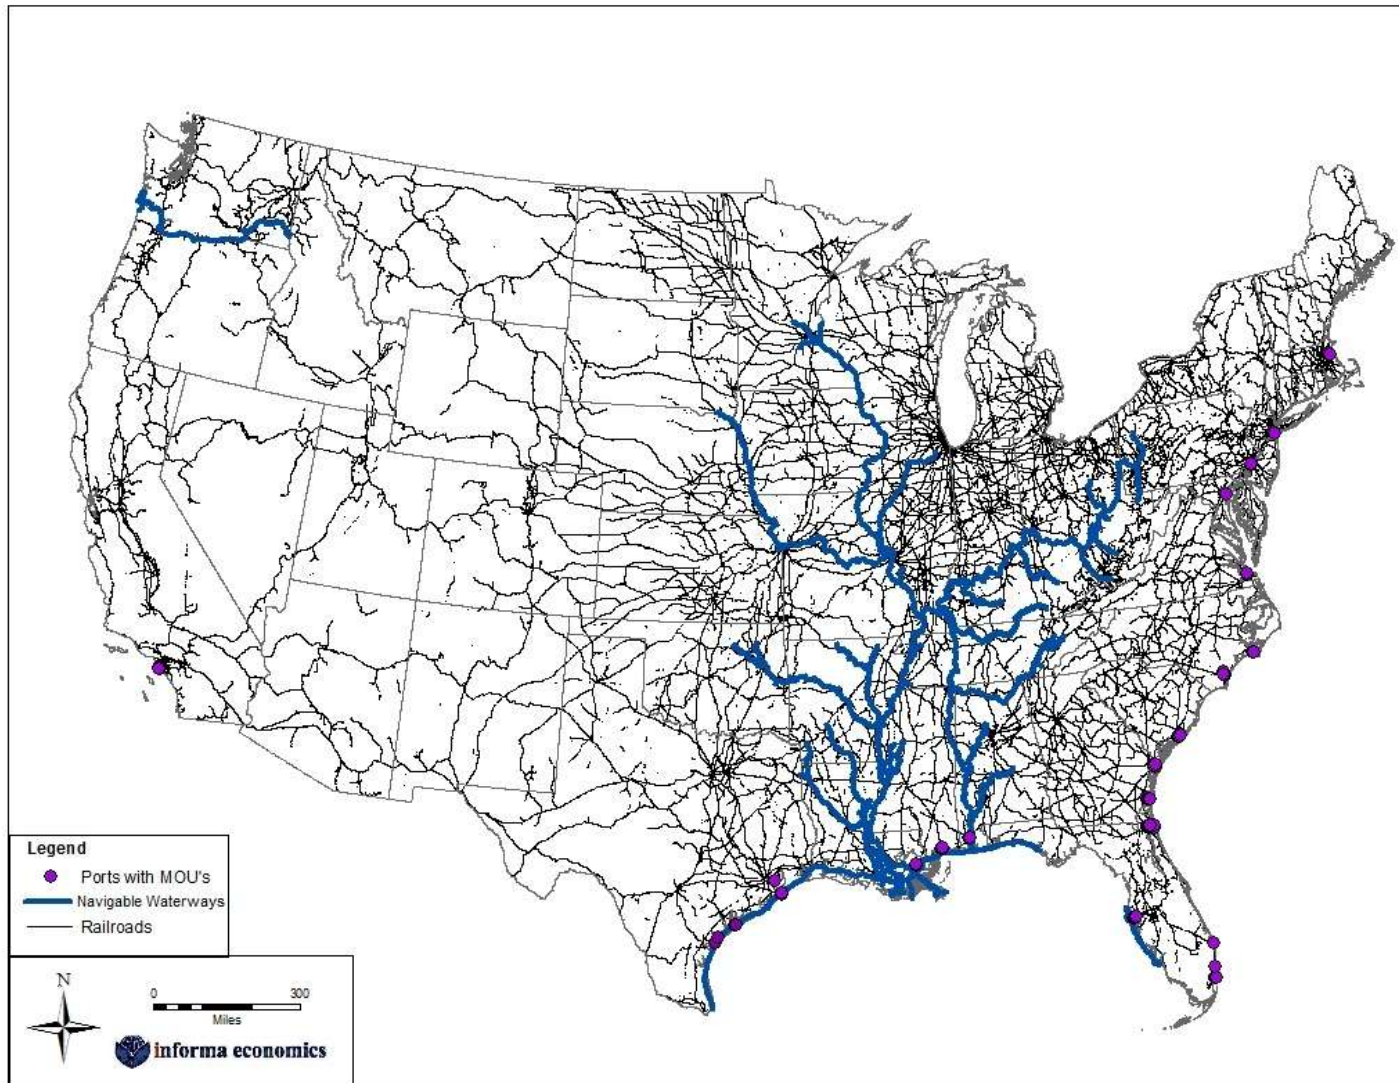 Legend
Ports with MOU's
Navigable Waterways
Railroads
N
0 300
Miles
informa economics